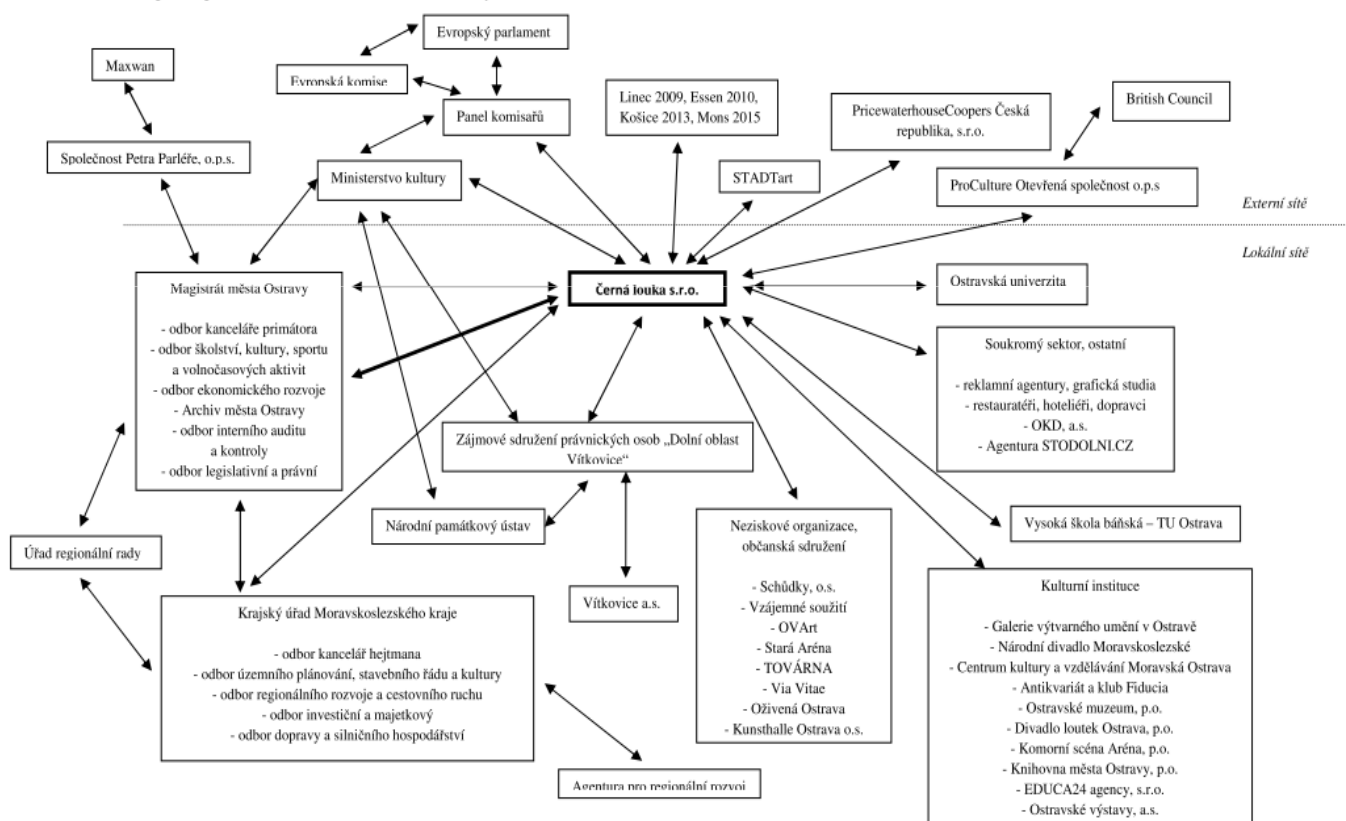 Evropský parlament
Maxwan
Evropská komise
Linec 2009, Essen 2010,
Košice 2013, Mons 2015
PricewaterhouseCoopers Česká
republika, s.r.o.
British Council
Panel komisařů
Společnost Petra Parléře, o.p.s.
Ministerstvo kultury
STADTart
ProCulture Otevřená společnost o.p.s
Externí sítě
Lokální sítě
Magistrát města Ostravy
- odbor kanceláře primátora
- odbor školství, kultury, sportu
a volnočasových aktivit
- odbor ekonomického rozvoje
- Archiv města Ostravy
- odbor interního auditu
a kontroly
- odbor legislativní a právní
Černá louka s.r.o.
Ostravská univerzita
Soukromý sektor, ostatní
- reklamní agentury, grafická studia
- restauratéři, hoteliéři, dopravci
- OKD, a.s.
- Agentura STODOLNI.CZ
Zájmové sdružení právnických osob „Dolní oblast
Vítkovice“
Národní památkový ústav
Neziskové organizace,
občanská sdružení
- Schůdky, o.s.
- Vzájemné soužití
- OVArt
- Stará Aréna
- TOVÁRNA
- Via Vitae
- Oživená Ostrava
- Kunsthalle Ostrava o.s.
Vysoká škola báňská – TU Ostrava
Úřad regionální rady
Vítkovice a.s.
Krajský úřad Moravskoslezského kraje
- odbor kancelář hejtmana
- odbor územního plánování, stavebního řádu a kultury
- odbor regionálního rozvoje a cestovního ruchu
- odbor investiční a majetkový
- odbor dopravy a silničního hospodářství
Kulturní instituce
- Galerie výtvarného umění v Ostravě
- Národní divadlo Moravskoslezské
- Centrum kultury a vzdělávání Moravská Ostrava
- Antikvariát a klub Fiducia
- Ostravské muzeum, p.o.
- Divadlo loutek Ostrava, p.o.
- Komorní scéna Aréna, p.o.
- Knihovna města Ostravy, p.o.
- EDUCA24 agency, s.r.o.
- Ostravské výstavy, a.s.
Agentura pro regionální rozvoj